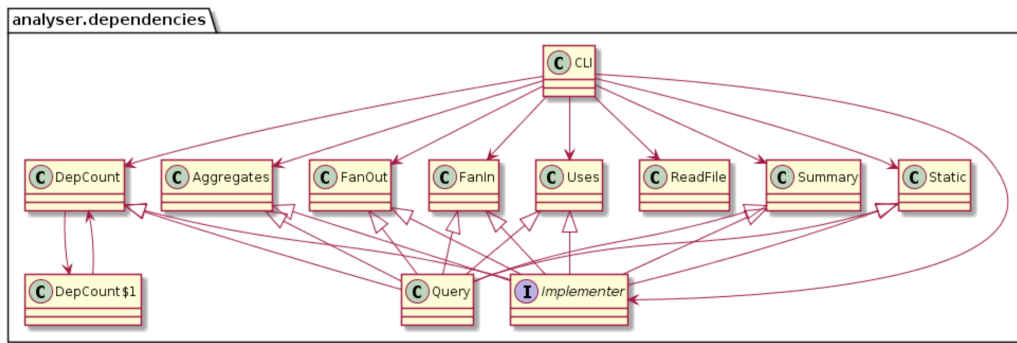 analyser.dependencies
C CLI
C DepCount
C Aggregates
C FanOut
C FanIn
C Uses
C ReadFile
C Summary
C Static
C DepCount$1
C Query
I Implementer